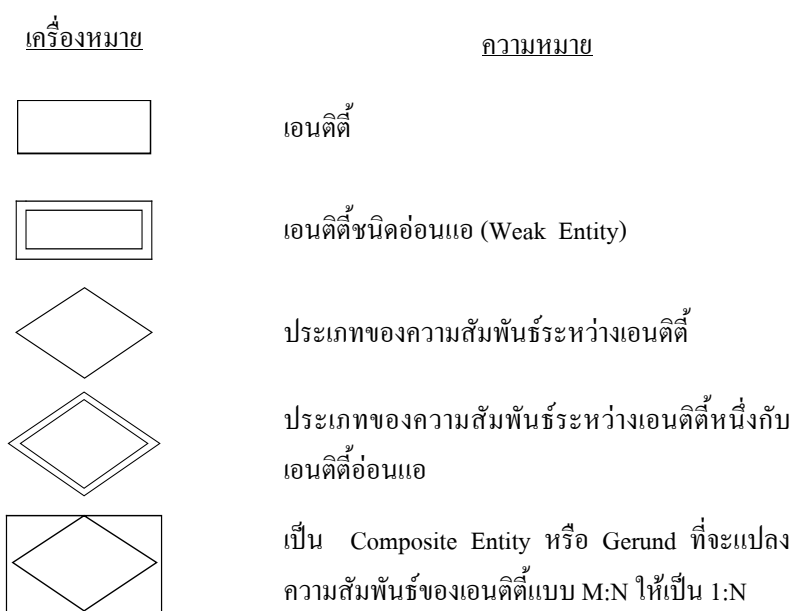 เครื่องหมาย ความหมาย
เอนติตี้
เอนติตี้ชนิดอ่อนแอ (Weak Entity)
ประเภทของความสัมพันธ์ระหว่างเอนติตี้
ประเภทของความสัมพันธ์ระหว่างเอนติตี้หนึ่งกับ
เอนติตี้อ่อนแอ
เป็น Composite Entity หรือ Gerund ที่จะแปลง
ความสัมพันธ์ของเอนติตี้แบบ M:N ให้เป็น 1:N